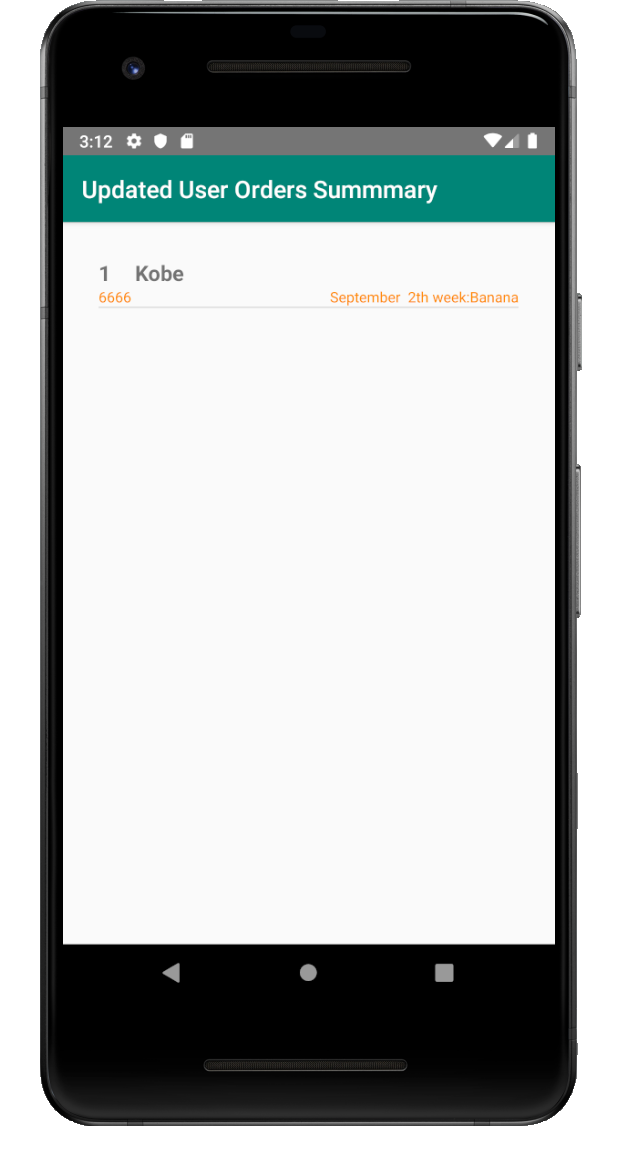 3:12
Updated User Orders Summmary
1 Kobe
6666 September 2th week:Banana